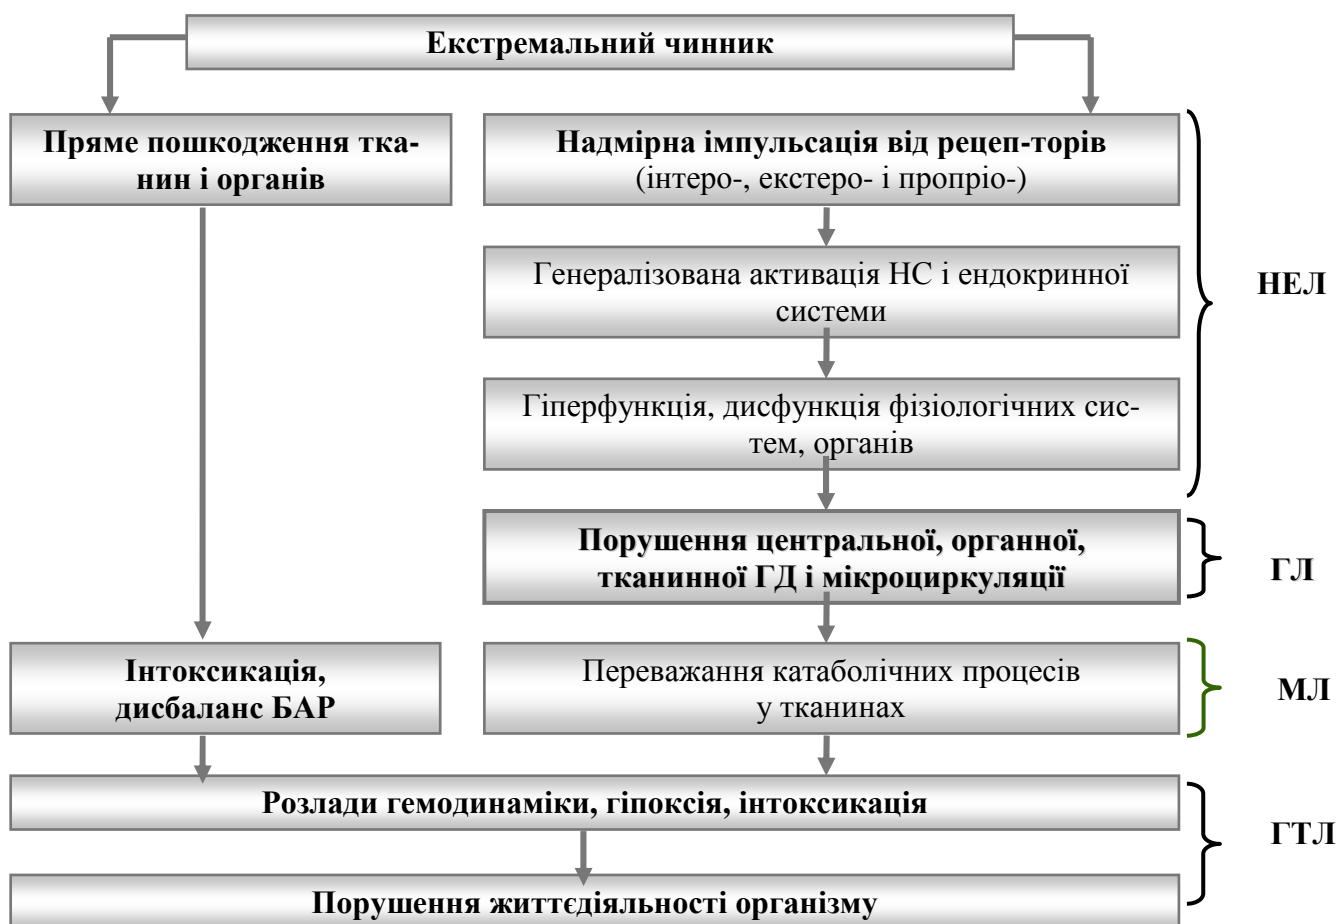 Екстремальний чинник
Пряме пошкодження тка-
нин і органів
Надмірна імпульсація від рецеп-торів
(інтеро-, екстеро- і пропріо-)
Генералізована активація НС і ендокринної
системи
НЕЛ
Гіперфункція, дисфункція фізіологічних сис-
тем, органів
Порушення центральної, органної,
тканинної ГД і мікроциркуляції
ГЛ
Інтоксикація,
дисбаланс БАР
Переважання катаболічних процесів
у тканинах
МЛ
Розлади гемодинаміки, гіпоксія, інтоксикація
ГТЛ
Порушення життєдіяльності організму